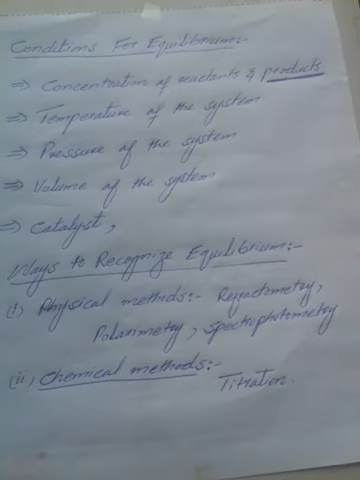 Conditions For Equilibrium:-
⇒ Concentration of reactants & products
⇒ Temperature of the system
⇒ Pressure of the system
⇒ Volume of the system
⇒ Catalyst,
Ways to Recognize Equilibrium:-
(i) Physical methods:- Refractometry,
Polarimetry, Spectrophotometry
(ii) Chemical methods:-
Titration.